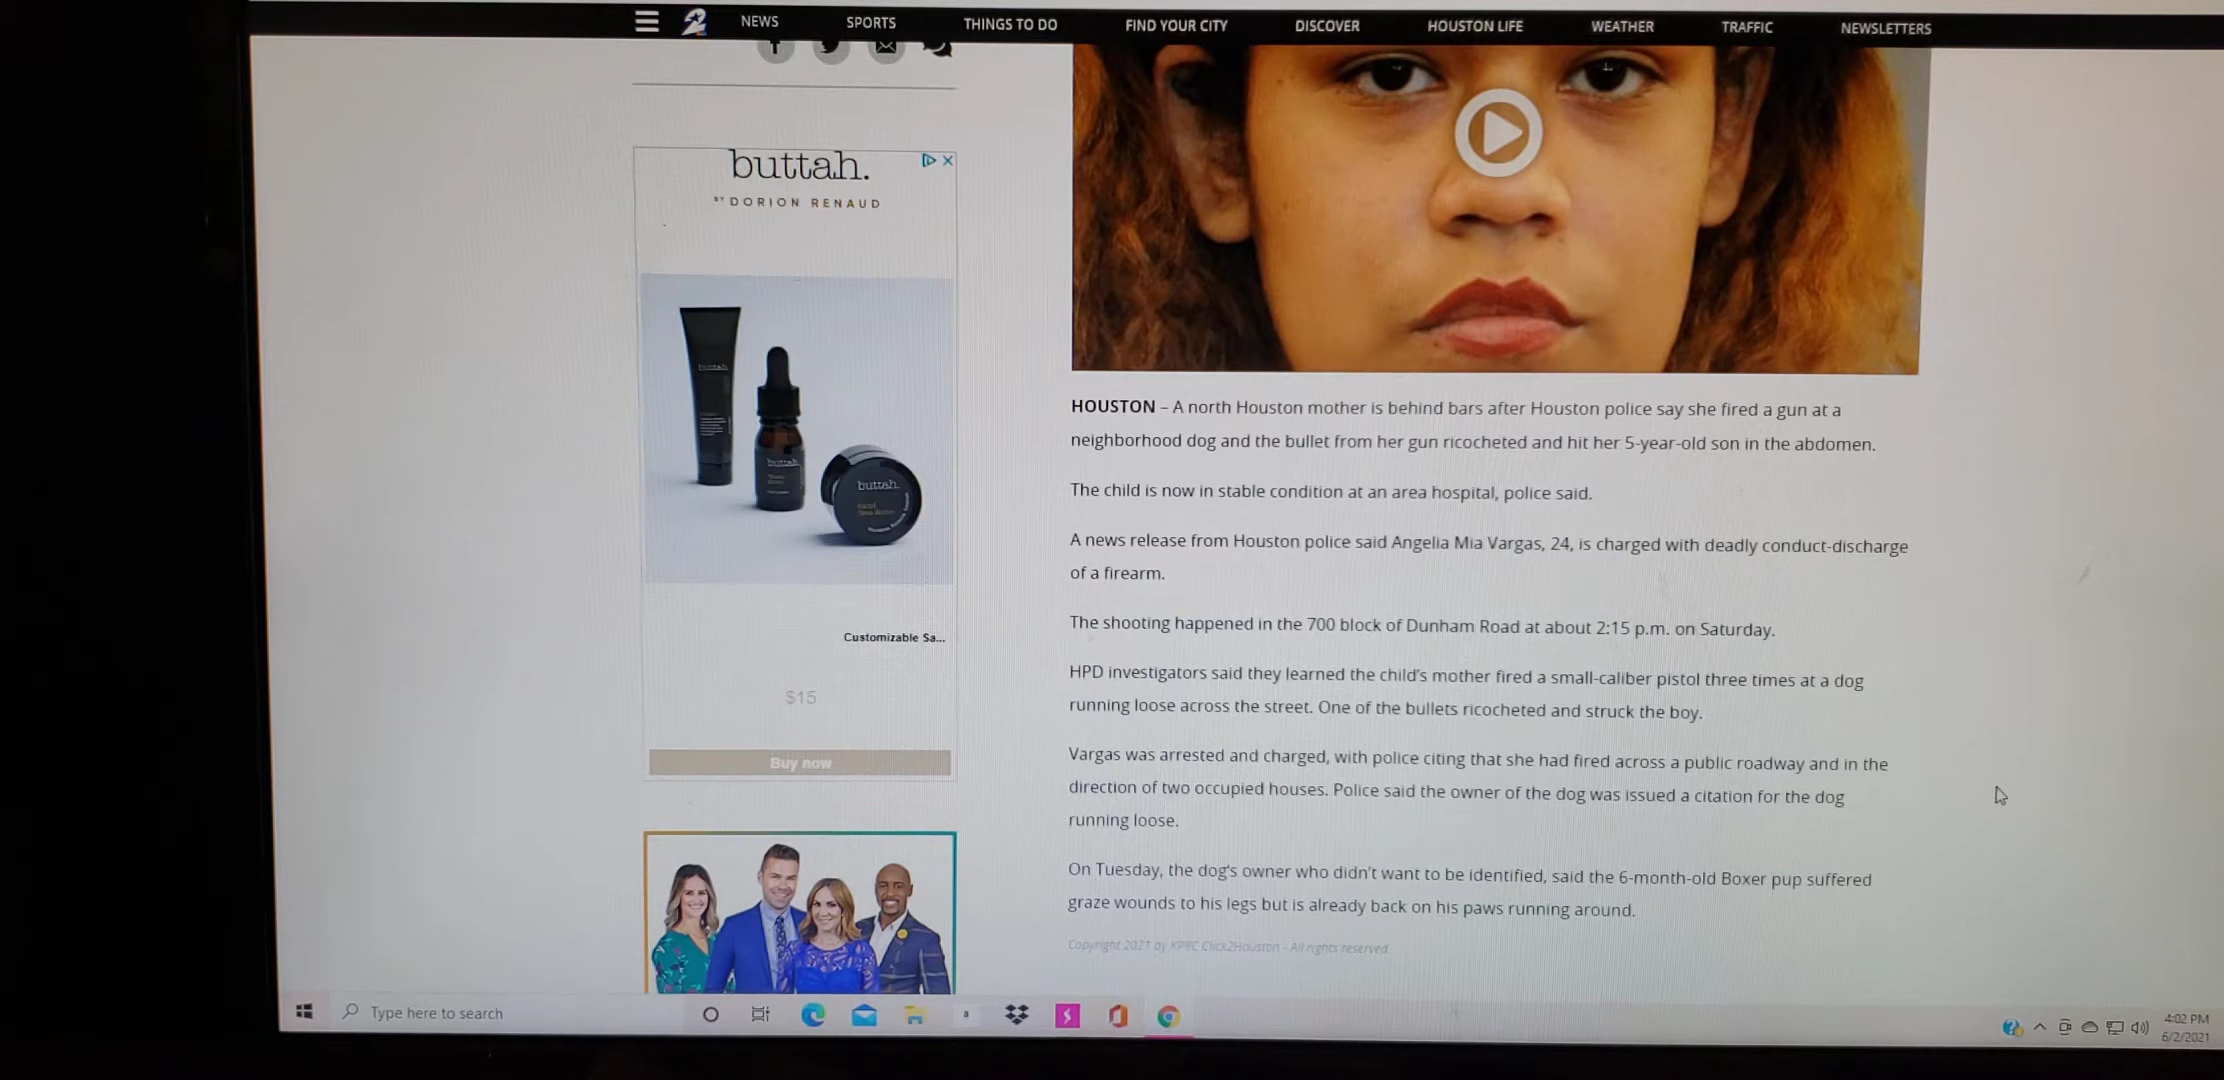 NEWS SPORTS THINGS TO DO FIND YOUR CITY DISCOVER HOUSTON LIFE WEATHER TRAFFIC NEWSLETTERS
buttah.
BY DORION RENAUD
buttah.
buttah.
buttah.
Customizable Sa...
$15
Buy now
HOUSTON – A north Houston mother is behind bars after Houston police say she fired a gun at a
neighborhood dog and the bullet from her gun ricocheted and hit her 5-year-old son in the abdomen.
The child is now in stable condition at an area hospital, police said.
A news release from Houston police said Angelia Mia Vargas, 24, is charged with deadly conduct-discharge
of a firearm.
The shooting happened in the 700 block of Dunham Road at about 2:15 p.m. on Saturday.
HPD investigators said they learned the child's mother fired a small-caliber pistol three times at a dog
running loose across the street. One of the bullets ricocheted and struck the boy.
Vargas was arrested and charged, with police citing that she had fired across a public roadway and in the
direction of two occupied houses. Police said the owner of the dog was issued a citation for the dog
running loose.
On Tuesday, the dog's owner who didn't want to be identified, said the 6-month-old Boxer pup suffered
graze wounds to his legs but is already back on his paws running around.
Copyright 2021 by KPRC Click2Houston - All rights reserved
Type here to search
4:02 PM
6/2/2021